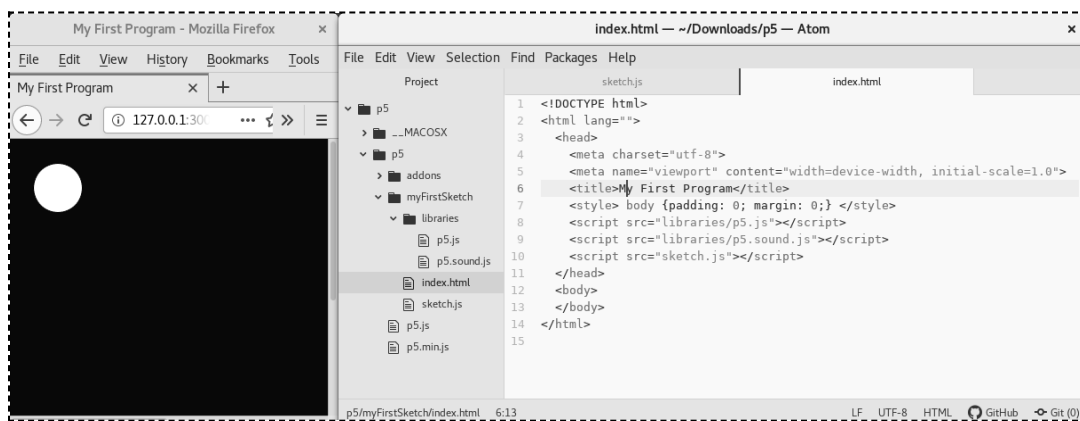 My First Program - Mozilla Firefox ×
File Edit View History Bookmarks Tools
My First Program × +
127.0.0.1:300
index.html — ~/Downloads/p5 — Atom ×
File Edit View Selection Find Packages Help
Project
p5
__MACOSX
p5
addons
myFirstSketch
libraries
p5.js
p5.sound.js
index.html
sketch.js
p5.js
p5.min.js
sketch.js index.html
1 <!DOCTYPE html>
2 <html lang="">
3 <head>
4 <meta charset="utf-8">
5 <meta name="viewport" content="width=device-width, initial-scale=1.0">
6 <title>My First Program</title>
7 <style> body {padding: 0; margin: 0;} </style>
8 <script src="libraries/p5.js"></script>
9 <script src="libraries/p5.sound.js"></script>
10 <script src="sketch.js"></script>
11 </head>
12 <body>
13 </body>
14 </html>
15
p5/myFirstSketch/index.html 6:13 LF UTF-8 HTML GitHub Git (0)